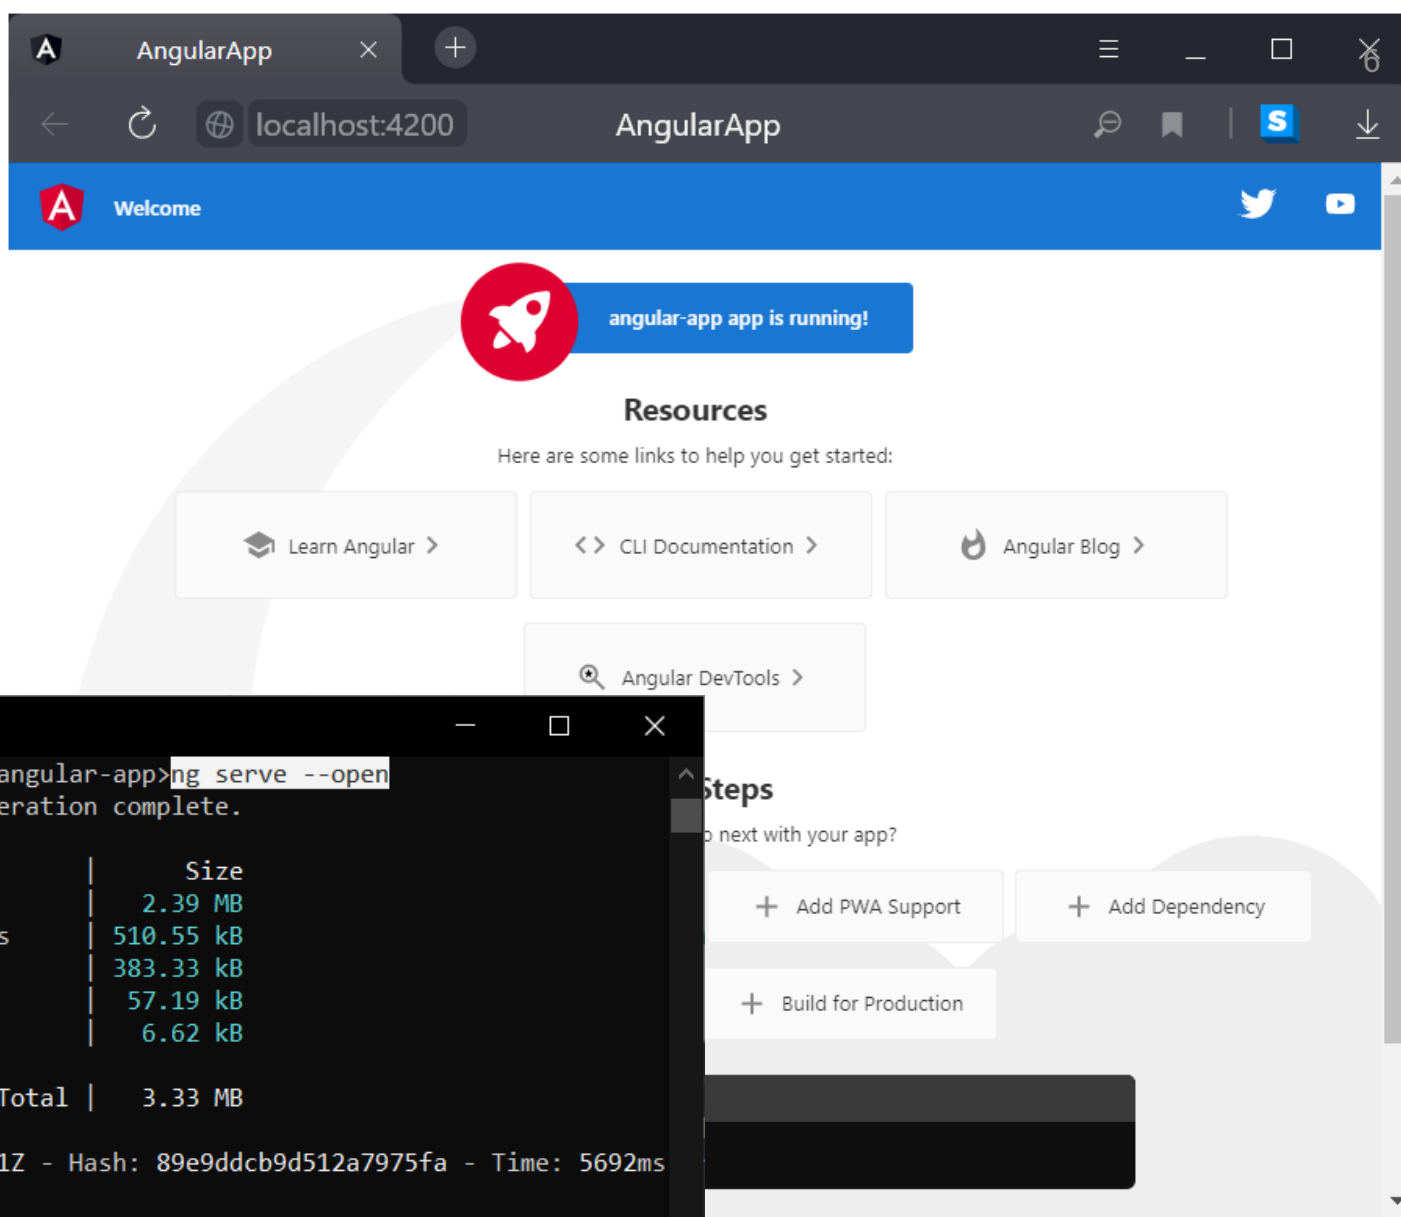 AngularApp
6
localhost:4200 AngularApp
Welcome
angular-app app is running!
Resources
Here are some links to help you get started:
Learn Angular
CLI Documentation
Angular Blog
Angular DevTools
Steps
next with your app?
Add PWA Support
Add Dependency
Build for Production
angular-app>ng serve --open
eration complete.
| Size
| 2.39 MB
s | 510.55 kB
| 383.33 kB
| 57.19 kB
| 6.62 kB
Total | 3.33 MB
1Z - Hash: 89e9ddcb9d512a7975fa - Time: 5692ms